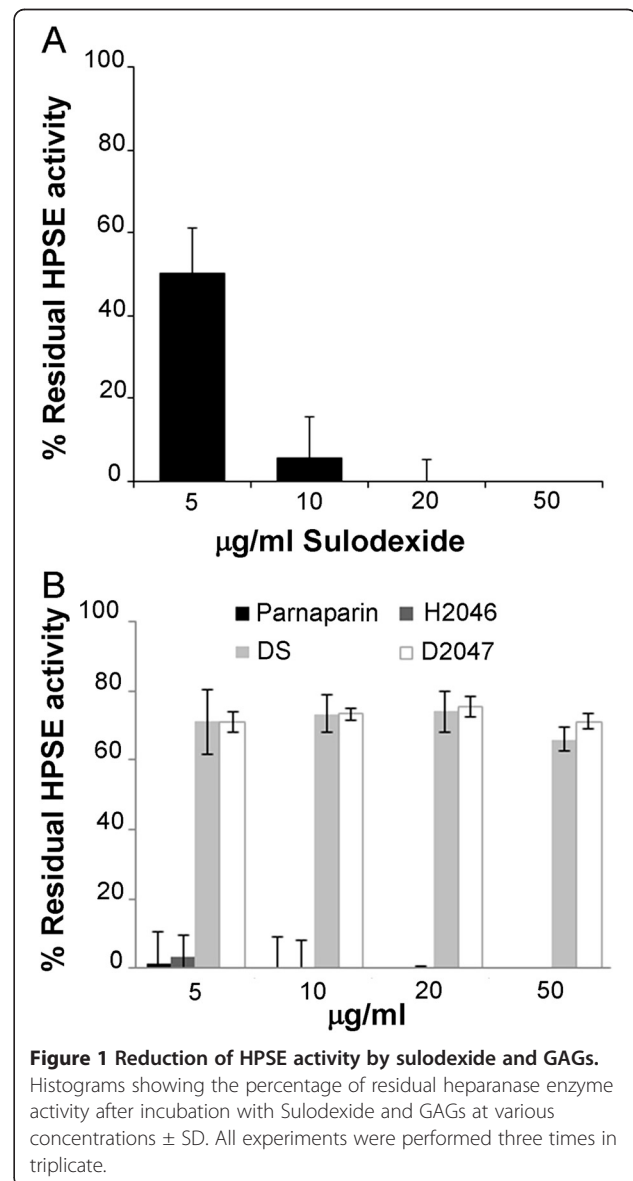 A
% Residual HPSE activity
100
80
60
40
20
0
5 10 20 50
μg/ml Sulodexide
B
% Residual HPSE activity
Parnaparin H2046
DS D2047
100
80
60
40
20
0
5 10 20 50
μg/ml
Figure 1 Reduction of HPSE activity by sulodexide and GAGs.
Histograms showing the percentage of residual heparanase enzyme
activity after incubation with Sulodexide and GAGs at various
concentrations ± SD. All experiments were performed three times in
triplicate.